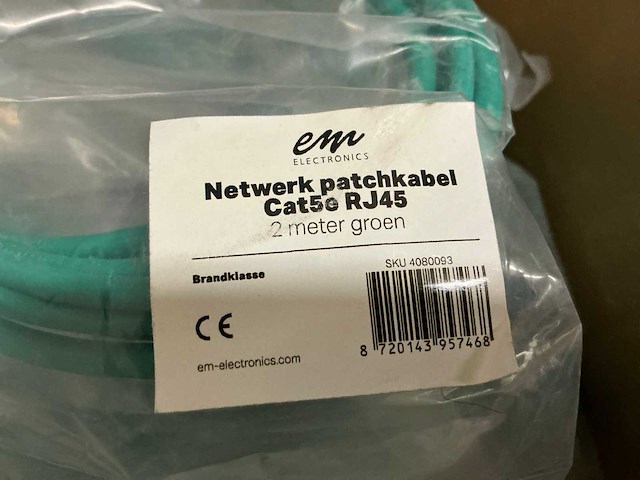 em
ELECTRONICS
Netwerk patchkabel
Cat5e RJ45
2 meter groen
SKU 4080093
Brandklasse
CE
8 720143 957468
em-electronics.com